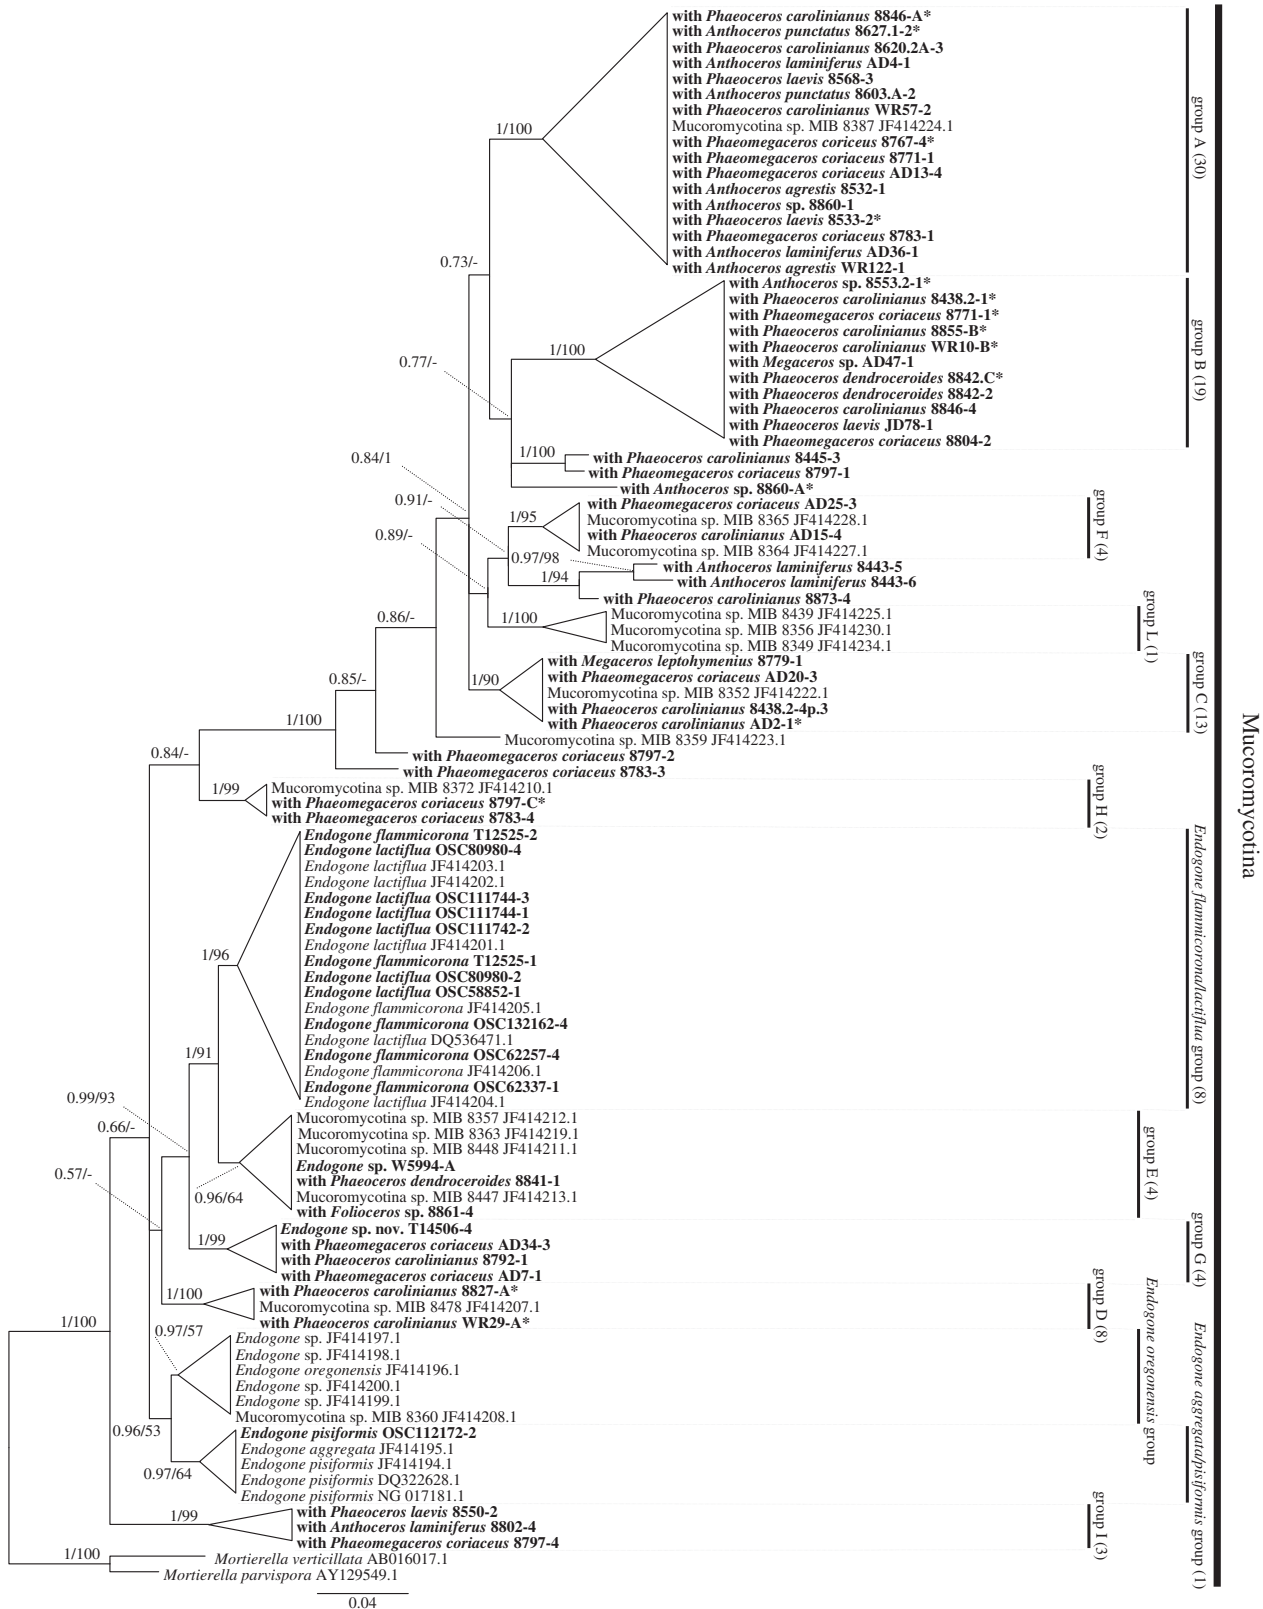 with Phaeoceros carolinianus 8846-A*
with Anthoceros punctatus 8627.1-2*
with Phaeoceros carolinianus 8620.2A-3
with Anthoceros laminiferus AD4-1
with Phaeoceros laevis 8568-3
with Anthoceros punctatus 8603.A-2
with Phaeoceros carolinianus WR57-2
Mucoromycotina sp. MIB 8387 JF414224.1
with Phaeomegaceros coriceus 8767-4*
with Phaeomegaceros coriaceus 8771-1
with Phaeomegaceros coriaceus AD13-4
with Anthoceros agrestis 8532-1
with Anthoceros sp. 8860-1
with Phaeoceros laevis 8533-2*
with Phaeomegaceros coriaceus 8783-1
with Anthoceros laminiferus AD36-1
with Anthoceros agrestis WR122-1
group A (30)
1/100
0.73/-
with Anthoceros sp. 8553.2-1*
with Phaeoceros carolinianus 8438.2-1*
with Phaeomegaceros coriaceus 8771-1*
with Phaeoceros carolinianus 8855-B*
with Phaeoceros carolinianus WR10-B*
with Megaceros sp. AD47-1
with Phaeoceros dendroceroides 8842.C*
with Phaeoceros dendroceroides 8842-2
with Phaeoceros carolinianus 8846-4
with Phaeoceros laevis JD78-1
with Phaeomegaceros coriaceus 8804-2
group B (19)
1/100
0.77/-
with Phaeoceros carolinianus 8445-3
with Phaeomegaceros coriaceus 8797-1
1/100
with Anthoceros sp. 8860-A*
0.84/1
0.91/-
0.89/-
with Phaeomegaceros coriaceus AD25-3
Mucoromycotina sp. MIB 8365 JF414228.1
with Phaeoceros carolinianus AD15-4
Mucoromycotina sp. MIB 8364 JF414227.1
group F (4)
1/95
0.97/98
with Anthoceros laminiferus 8443-5
with Anthoceros laminiferus 8443-6
1/94
with Phaeoceros carolinianus 8873-4
Mucoromycotina sp. MIB 8439 JF414225.1
Mucoromycotina sp. MIB 8356 JF414230.1
Mucoromycotina sp. MIB 8349 JF414234.1
group L (1)
1/100
0.86/-
with Megaceros leptohymenius 8779-1
with Phaeomegaceros coriaceus AD20-3
Mucoromycotina sp. MIB 8352 JF414222.1
with Phaeoceros carolinianus 8438.2-4p.3
with Phaeoceros carolinianus AD2-1*
group C (13)
1/90
0.85/-
Mucoromycotina sp. MIB 8359 JF414223.1
1/100
with Phaeomegaceros coriaceus 8797-2
with Phaeomegaceros coriaceus 8783-3
0.84/-
Mucoromycotina sp. MIB 8372 JF414210.1
with Phaeomegaceros coriaceus 8797-C*
with Phaeomegaceros coriaceus 8783-4
group H (2)
1/99
Mucoromycotina
Endogone flammicorona T12525-2
Endogone lactiflua OSC80980-4
Endogone lactiflua JF414203.1
Endogone lactiflua JF414202.1
Endogone lactiflua OSC111744-3
Endogone lactiflua OSC111744-1
Endogone lactiflua OSC111742-2
Endogone lactiflua JF414201.1
Endogone flammicorona T12525-1
Endogone lactiflua OSC80980-2
Endogone lactiflua OSC58852-1
Endogone flammicorona JF414205.1
Endogone flammicorona OSC132162-4
Endogone lactiflua DQ536471.1
Endogone flammicorona OSC62257-4
Endogone flammicorona JF414206.1
Endogone flammicorona OSC62337-1
Endogone lactiflua JF414204.1
Endogone flammicorona/lactiflua group (8)
1/96
1/91
0.99/93
0.66/-
0.57/-
Mucoromycotina sp. MIB 8357 JF414212.1
Mucoromycotina sp. MIB 8363 JF414219.1
Mucoromycotina sp. MIB 8448 JF414211.1
Endogone sp. W5994-A
with Phaeoceros dendroceroides 8841-1
Mucoromycotina sp. MIB 8447 JF414213.1
with Folioceros sp. 8861-4
group E (4)
0.96/64
Endogone sp. nov. T14506-4
with Phaeomegaceros coriaceus AD34-3
with Phaeoceros carolinianus 8792-1
with Phaeomegaceros coriaceus AD7-1
group G (4)
1/99
with Phaeoceros carolinianus 8827-A*
Mucoromycotina sp. MIB 8478 JF414207.1
with Phaeoceros carolinianus WR29-A*
group D (8)
1/100
1/100
0.97/57
Endogone sp. JF414197.1
Endogone sp. JF414198.1
Endogone oregonensis JF414196.1
Endogone sp. JF414200.1
Endogone sp. JF414199.1
Mucoromycotina sp. MIB 8360 JF414208.1
Endogone oregonensis group
0.96/53
Endogone pisiformis OSC112172-2
Endogone aggregata JF414195.1
Endogone pisiformis JF414194.1
Endogone pisiformis DQ322628.1
Endogone pisiformis NG 017181.1
Endogone aggregata/pisiformis group (1)
0.97/64
with Phaeoceros laevis 8550-2
with Anthoceros laminiferus 8802-4
with Phaeomegaceros coriaceus 8797-4
group I (3)
1/99
1/100
Mortierella verticillata AB016017.1
Mortierella parvispora AY129549.1
0.04